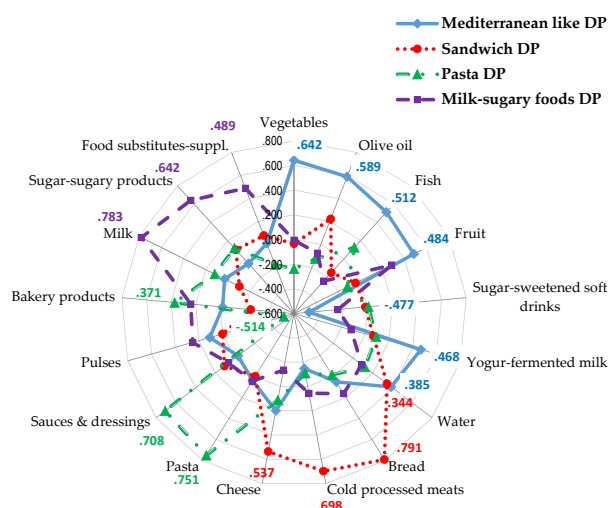 Mediterranean like DP
Sandwich DP
Pasta DP
Milk-sugary foods DP
Vegetables
Olive oil
Fish
Fruit
Sugar-sweetened soft
drinks
Yogur-fermented milk
Water
Bread
Cold processed meats
Cheese
Pasta
Sauces & dressings
Pulses
Bakery products
Milk
Sugar-sugary products
Food substitutes-suppl.
.800
.600
.400
.200
.000
-.200
-.400
.600
.642
.589
.512
.484
-.477
.468
.385
.344
.791
.698
.537
.751
.708
-.514
.371
.783
.642
.489